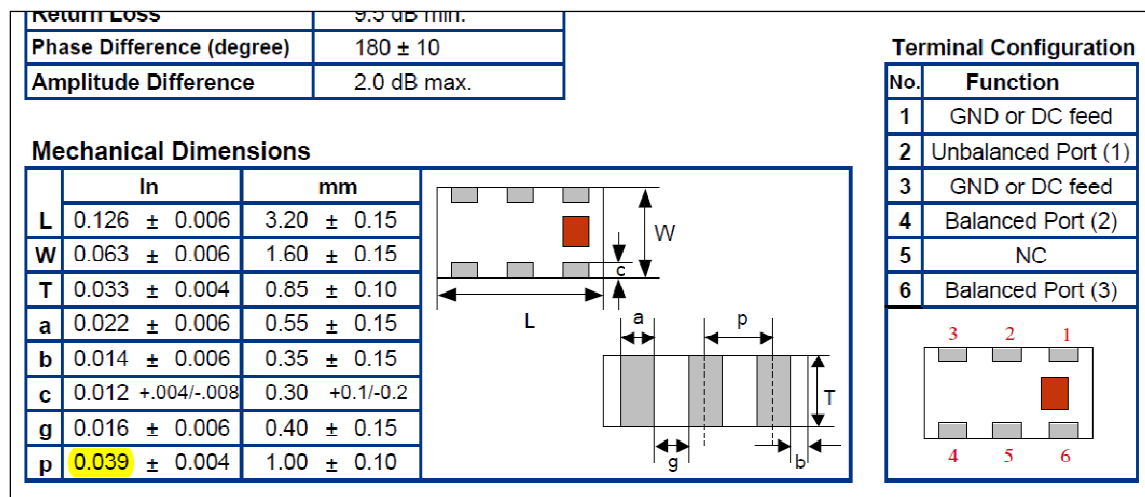 Return Loss 9.5 dB min.
Phase Difference (degree) 180 ± 10
Amplitude Difference 2.0 dB max.
Mechanical Dimensions
In mm
L 0.126 ± 0.006 3.20 ± 0.15
W 0.063 ± 0.006 1.60 ± 0.15
T 0.033 ± 0.004 0.85 ± 0.10
a 0.022 ± 0.006 0.55 ± 0.15
b 0.014 ± 0.006 0.35 ± 0.15
c 0.012 +.004/-.008 0.30 +0.1/-0.2
g 0.016 ± 0.006 0.40 ± 0.15
p 0.039 ± 0.004 1.00 ± 0.10
W
c
L
a p
T
g b
Terminal Configuration
No. Function
1 GND or DC feed
2 Unbalanced Port (1)
3 GND or DC feed
4 Balanced Port (2)
5 NC
6 Balanced Port (3)
3 2 1
4 5 6